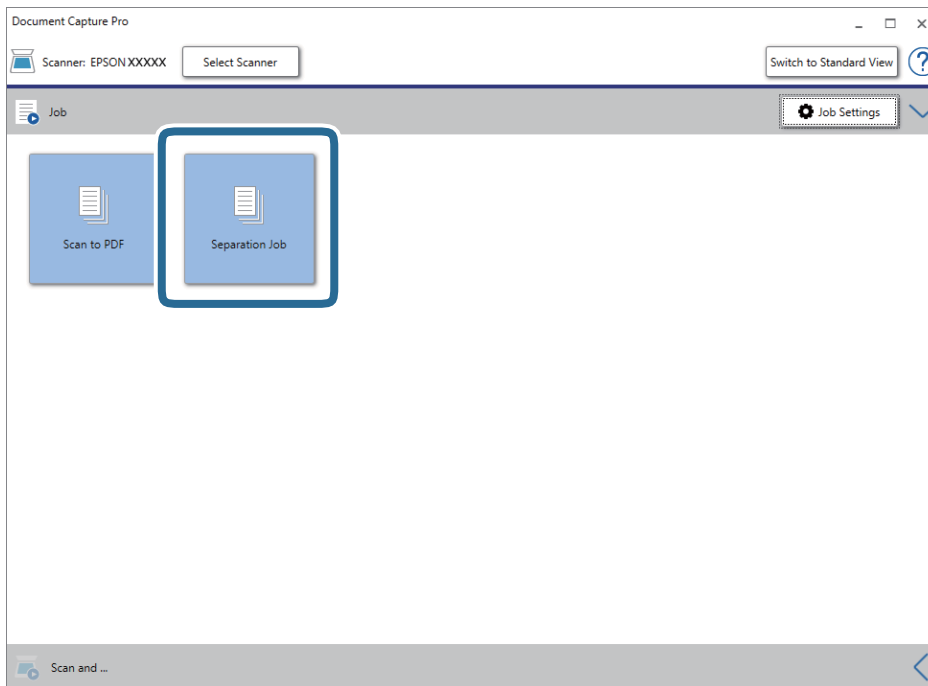 Document Capture Pro
Scanner: EPSON XXXXX
Select Scanner
Switch to Standard View
?
Job
Job Settings
Scan to PDF
Separation Job
Scan and ...